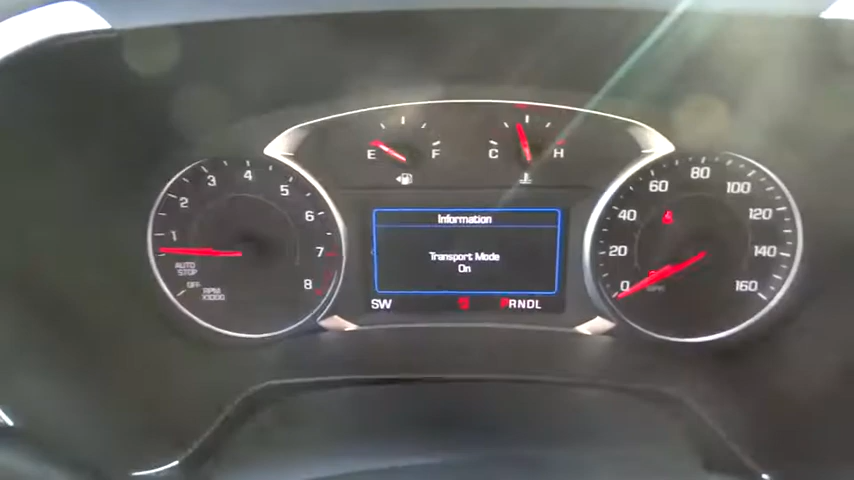 E F
C H
1 2 3 4 5 6 7 8
AUTO
STOP
OFF
RPM
X1000
Information
Transport Mode
On
SW
PRNDL
0 20 40 60 80 100 120 140 160